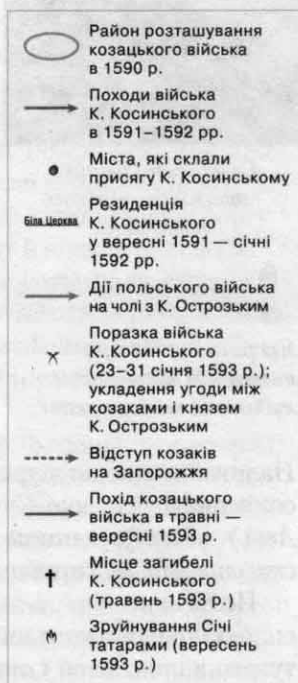 Район розташування
козацького війська
в 1590 р.
Походи війська
К. Косинського
в 1591–1592 рр.
Міста, які склали
присягу К. Косинському
Резиденція
Біла Церква К. Косинського
у вересні 1591 — січні
1592 рр.
Дії польського війська
на чолі з К. Острозьким
Поразка війська
К. Косинського
(23–31 січня 1593 р.);
укладення угоди між
козаками і князем
К. Острозьким
Відступ козаків
на Запорожжя
Похід козацького
війська в травні —
вересні 1593 р.
Місце загибелі
К. Косинського
(травень 1593 р.)
Зруйнування Січі
татарами (вересень
1593 р.)